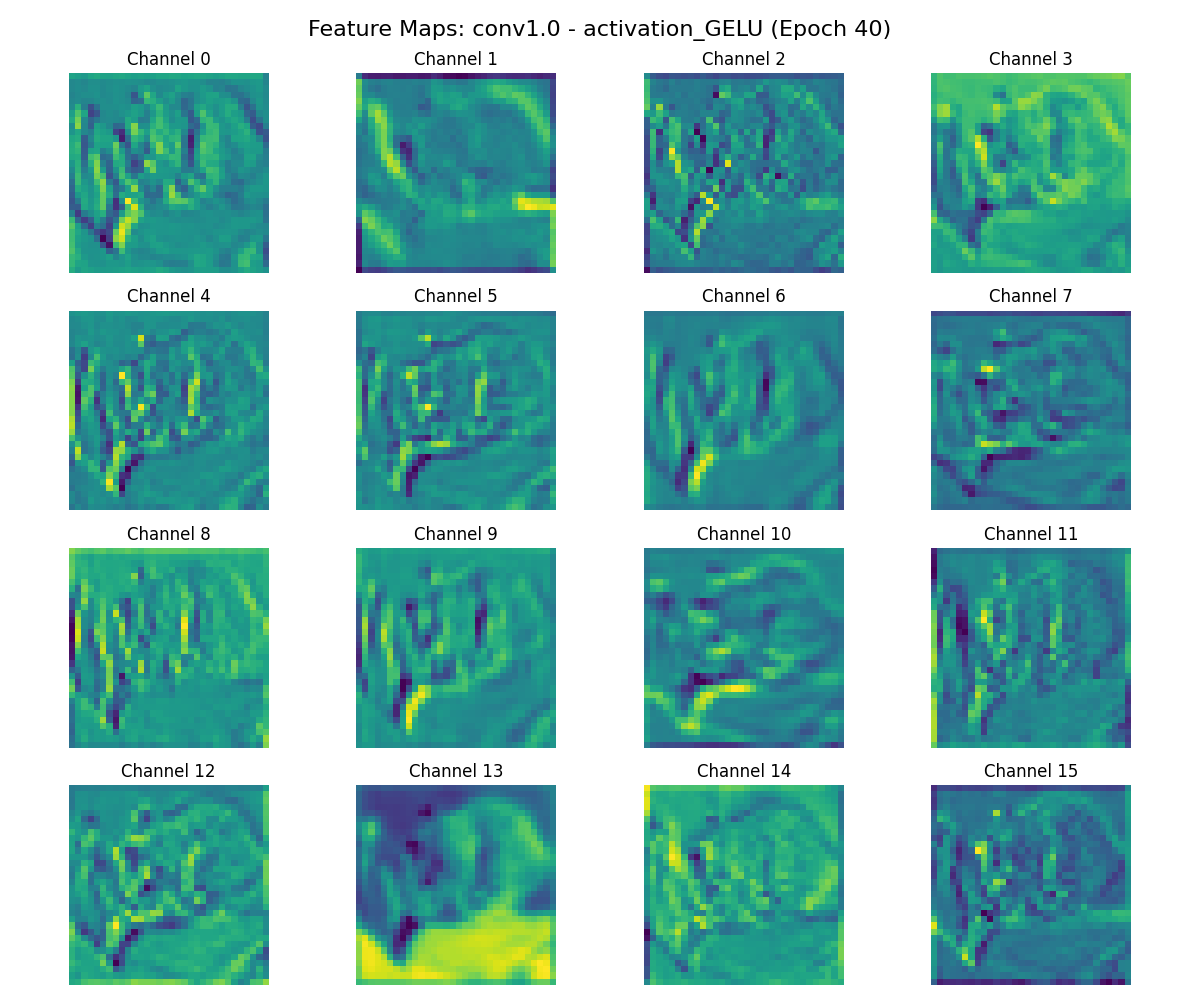 Feature Maps: conv1.0 - activation_GELU (Epoch 40)
Channel 0
Channel 1
Channel 2
Channel 3
Channel 4
Channel 5
Channel 6
Channel 7
Channel 8
Channel 9
Channel 10
Channel 11
Channel 12
Channel 13
Channel 14
Channel 15